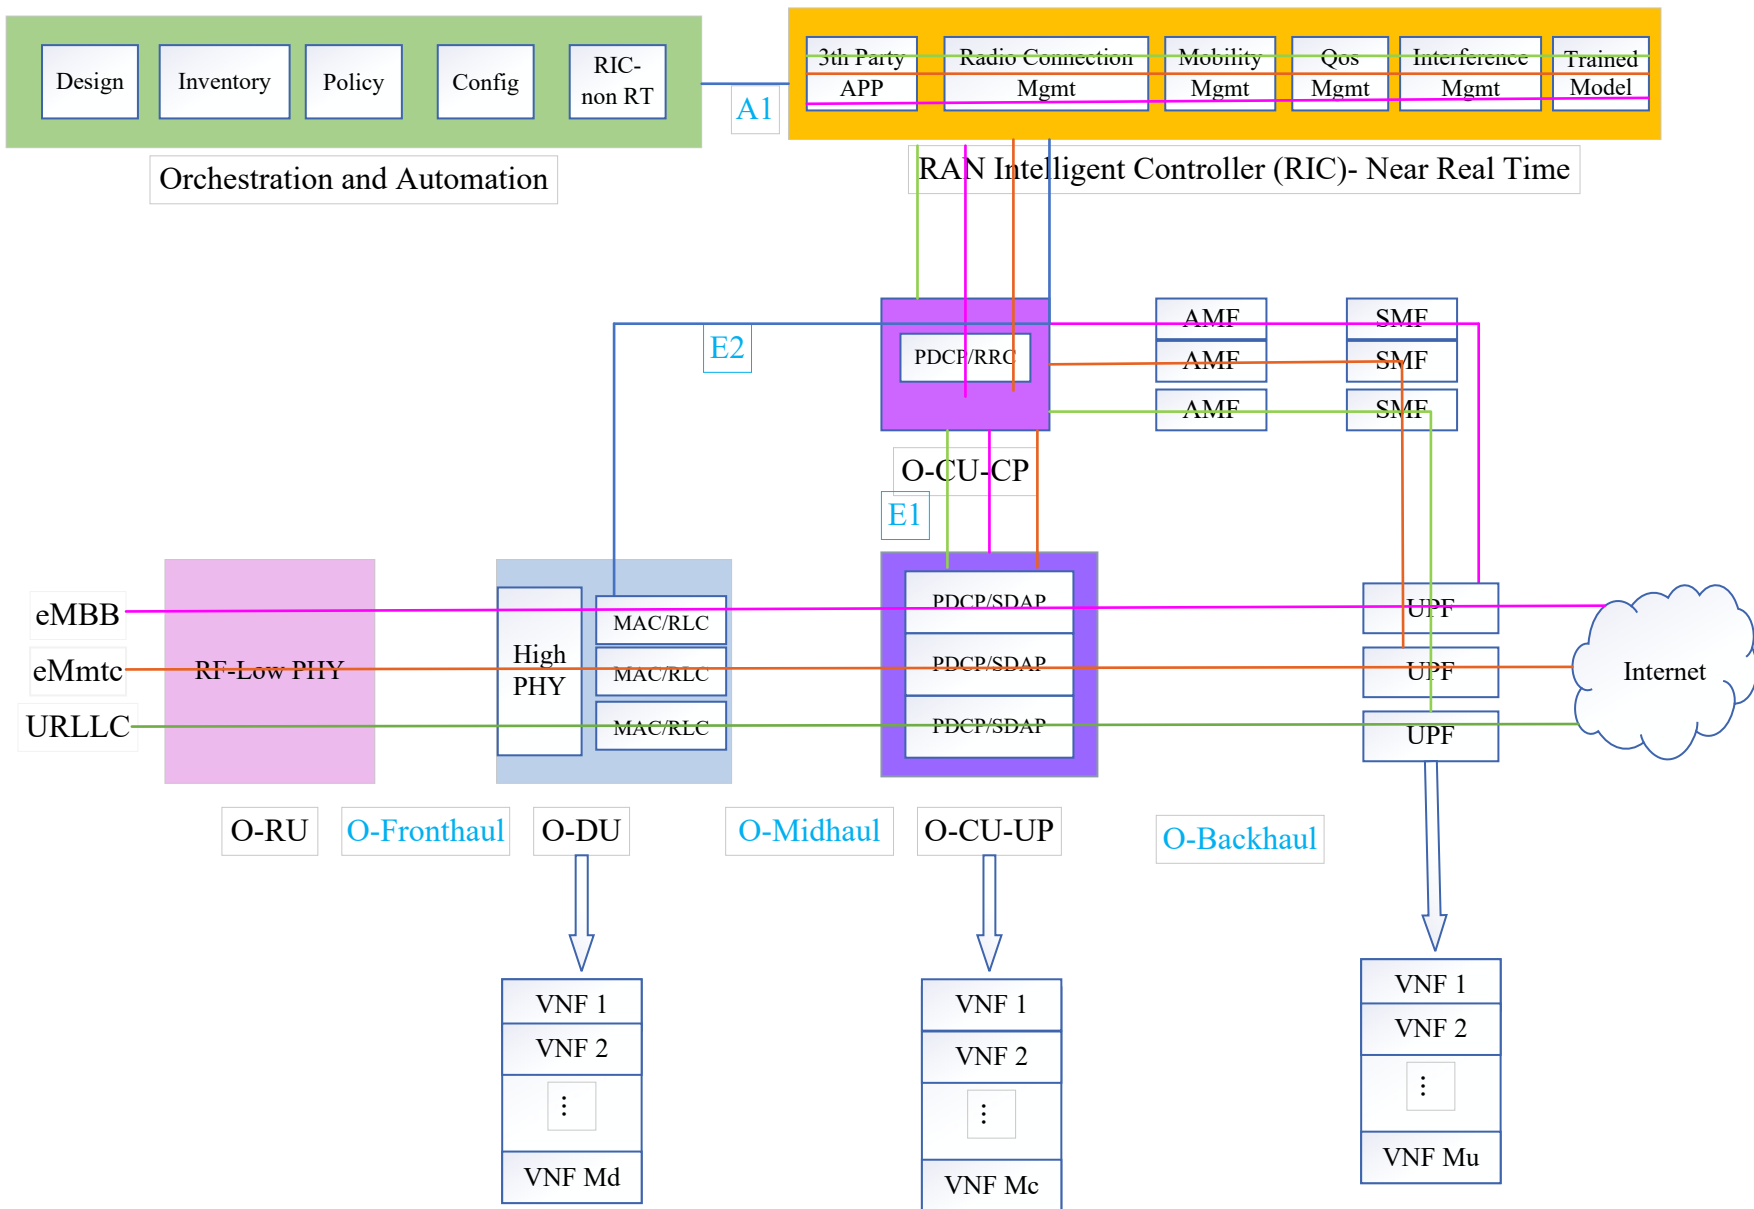 Design
Inventory
Policy
Config
RIC-
non RT
A1
3th Party
APP
Radio Connection
Mgmt
Mobility
Mgmt
Qos
Mgmt
Interference
Mgmt
Trained
Model
Orchestration and Automation
RAN Intelligent Controller (RIC)- Near Real Time
E2
PDCP/RRC
AMF
SMF
AMF
SMF
AMF
SMF
O-CU-CP
E1
eMBB
eMmtc
URLLC
RF-Low PHY
High
PHY
MAC/RLC
MAC/RLC
MAC/RLC
PDCP/SDAP
PDCP/SDAP
PDCP/SDAP
UPF
UPF
UPF
Internet
O-RU
O-Fronthaul
O-DU
O-Midhaul
O-CU-UP
O-Backhaul
VNF 1
VNF 2
⋮
VNF Md
VNF 1
VNF 2
⋮
VNF Mc
VNF 1
VNF 2
⋮
VNF Mu